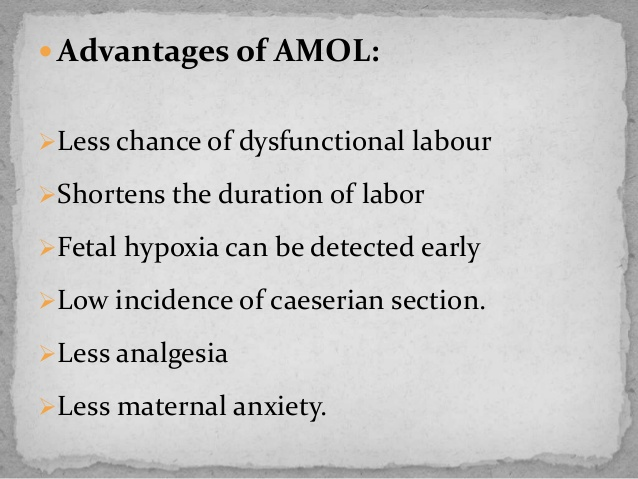 • Advantages of AMOL:
➢Less chance of dysfunctional labour
➢Shortens the duration of labor
➢Fetal hypoxia can be detected early
➢Low incidence of caeserian section.
➢Less analgesia
➢Less maternal anxiety.